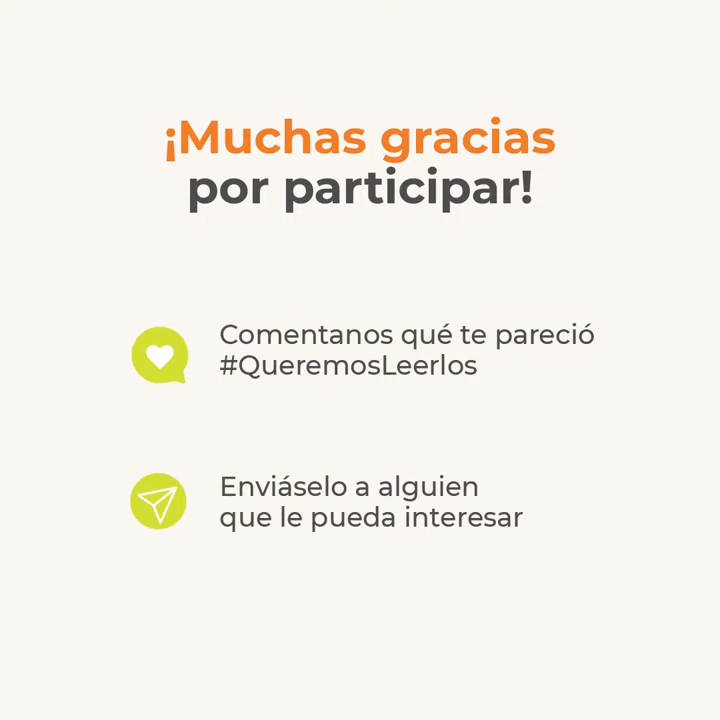 ¡Muchas gracias
por participar!
Comentanos qué te pareció
#QueremosLeerlos
Enviáselo a alguien
que le pueda interesar